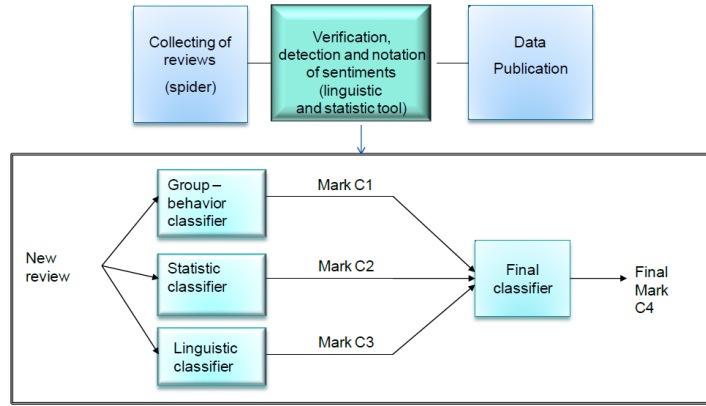 Collecting of
reviews
(spider)
Verification,
detection and notation
of sentiments
(linguistic
and statistic tool)
Data
Publication
New
review
Group –
behavior
classifier
Mark C1
Statistic
classifier
Mark C2
Linguistic
classifier
Mark C3
Final
classifier
Final
Mark
C4